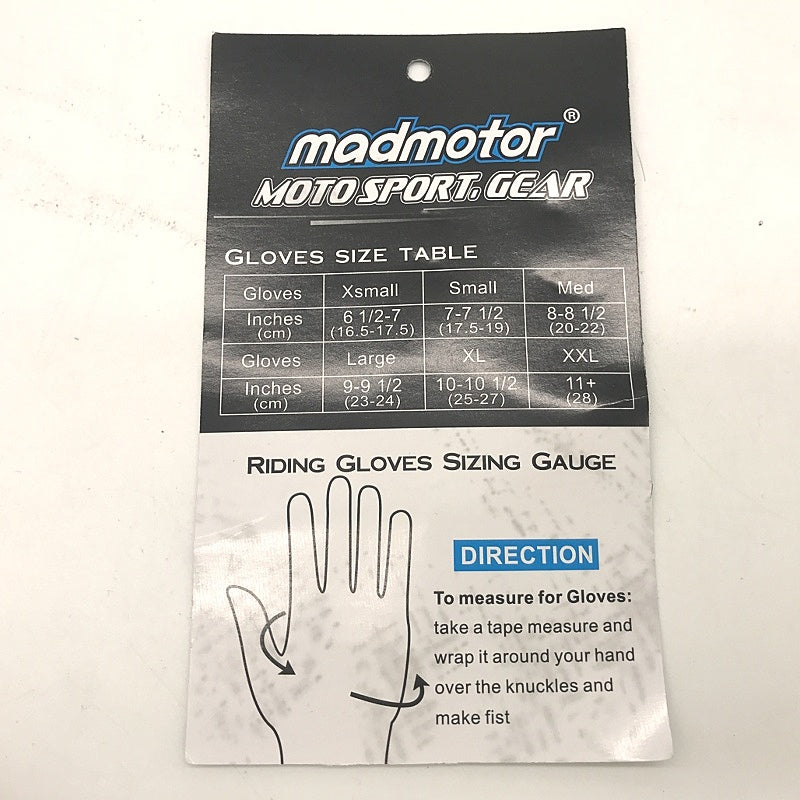 madmotor®
MOTO SPORT. GEAR
GLOVES SIZE TABLE
Gloves Xsmall Small Med
Inches 6 1/2-7 7-7 1/2 8-8 1/2
(cm) (16.5-17.5) (17.5-19) (20-22)
Gloves Large XL XXL
Inches 9-9 1/2 10-10 1/2 11+
(cm) (23-24) (25-27) (28)
RIDING GLOVES SIZING GAUGE
DIRECTION
To measure for Gloves:
take a tape measure and
wrap it around your hand
over the knuckles and
make fist